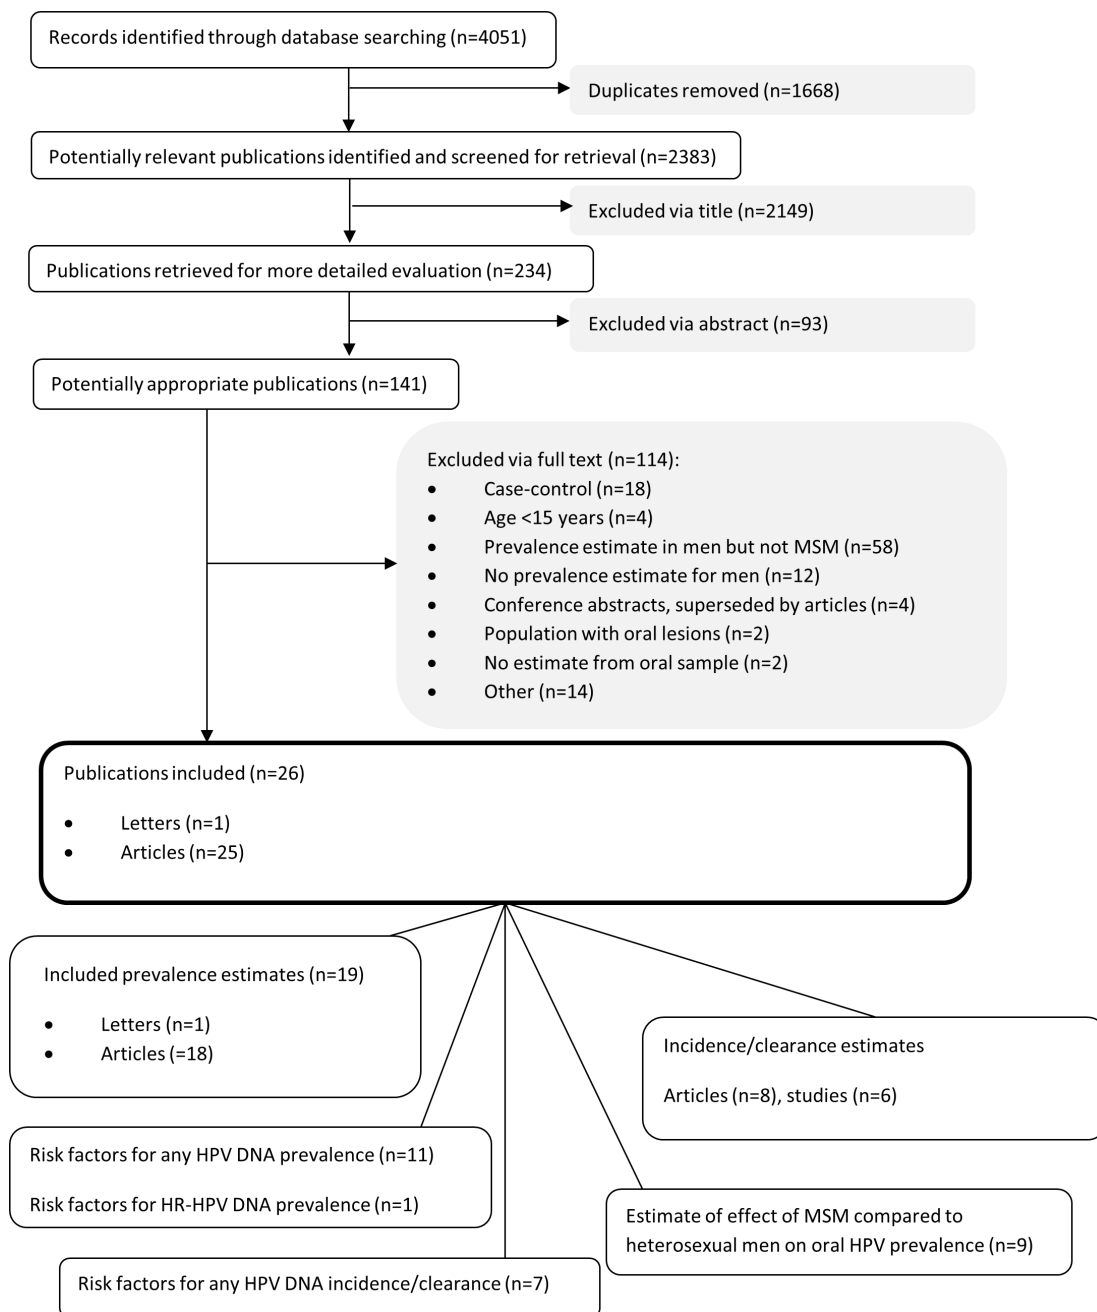 Records identified through database searching (n=4051)
Duplicates removed (n=1668)
Potentially relevant publications identified and screened for retrieval (n=2383)
Excluded via title (n=2149)
Publications retrieved for more detailed evaluation (n=234)
Excluded via abstract (n=93)
Potentially appropriate publications (n=141)
Excluded via full text (n=114):
• Case-control (n=18)
• Age <15 years (n=4)
• Prevalence estimate in men but not MSM (n=58)
• No prevalence estimate for men (n=12)
• Conference abstracts, superseded by articles (n=4)
• Population with oral lesions (n=2)
• No estimate from oral sample (n=2)
• Other (n=14)
Publications included (n=26)
• Letters (n=1)
• Articles (n=25)
Included prevalence estimates (n=19)
• Letters (n=1)
• Articles (=18)
Incidence/clearance estimates
Articles (n=8), studies (n=6)
Risk factors for any HPV DNA prevalence (n=11)
Risk factors for HR-HPV DNA prevalence (n=1)
Estimate of effect of MSM compared to
heterosexual men on oral HPV prevalence (n=9)
Risk factors for any HPV DNA incidence/clearance (n=7)